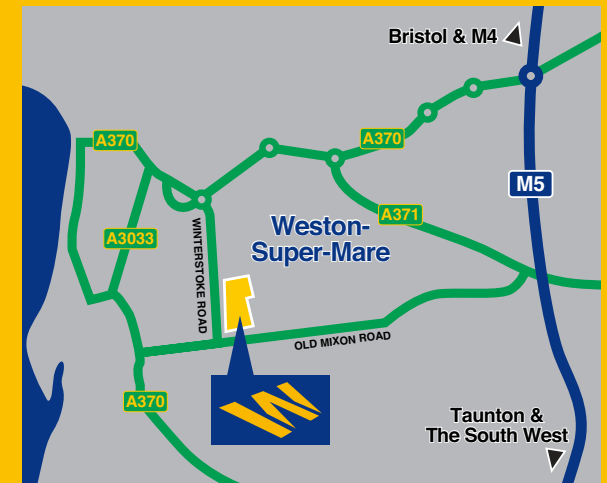 Bristol & M4
A370
A370
M5
A371
Weston-
Super-Mare
A3033
WINTERSTOKE ROAD
OLD MIXON ROAD
A370
Taunton &
The South West